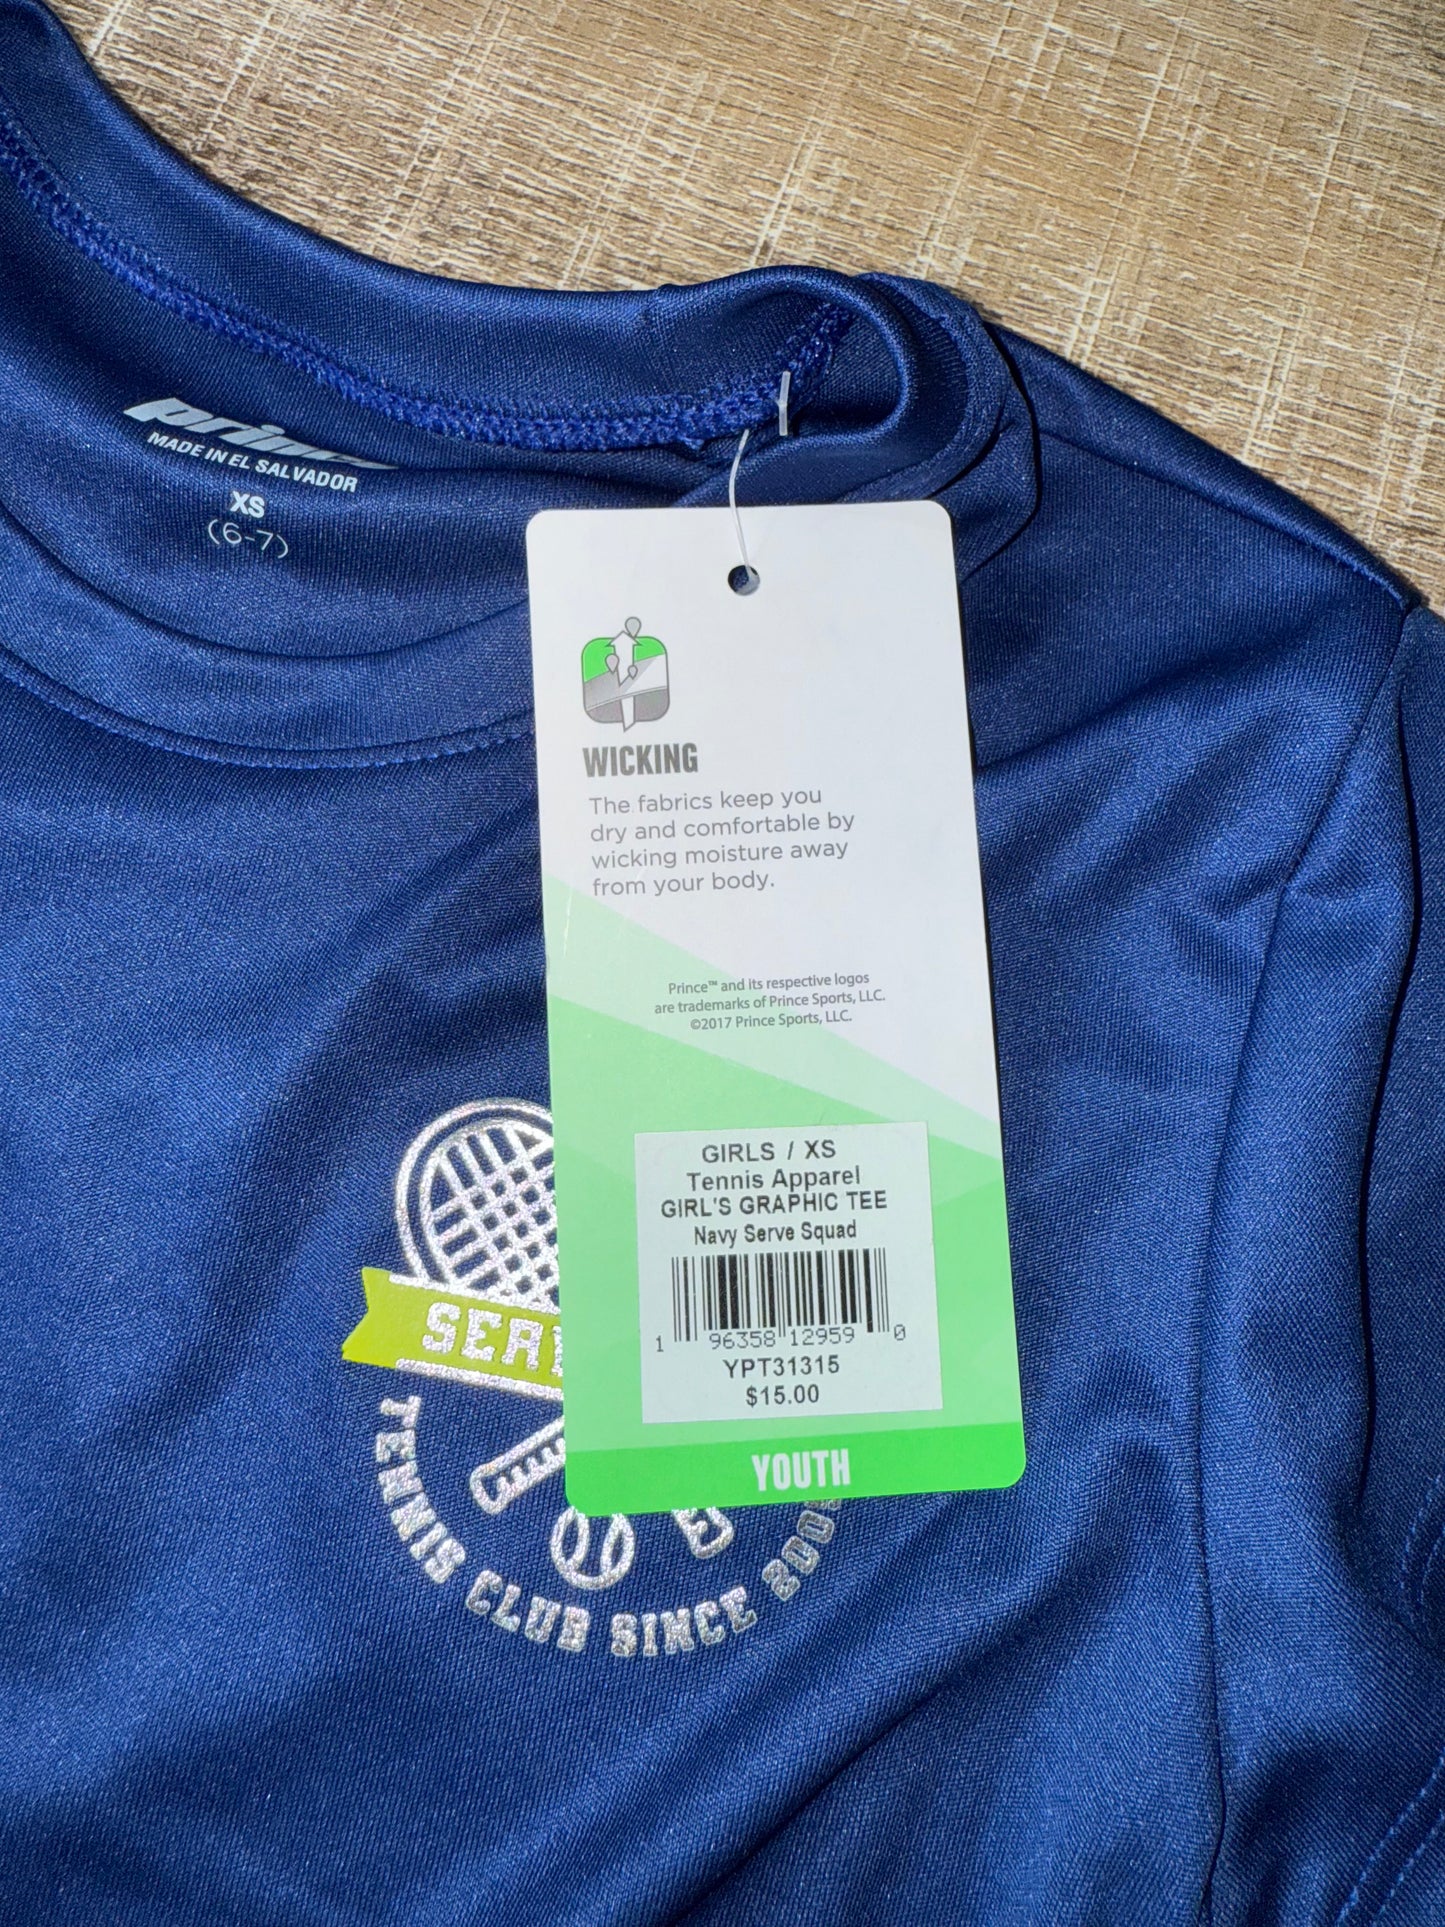 prince
MADE IN EL SALVADOR
XS
(6-7)
WICKING
The fabrics keep you
dry and comfortable by
wicking moisture away
from your body.
Prince™ and its respective logos
are trademarks of Prince Sports, LLC.
©2017 Prince Sports, LLC.
GIRLS / XS
Tennis Apparel
GIRL'S GRAPHIC TEE
Navy Serve Squad
1 96358 12959 0
YPT31315
$15.00
YOUTH
SER
TENNIS CLUB SINCE